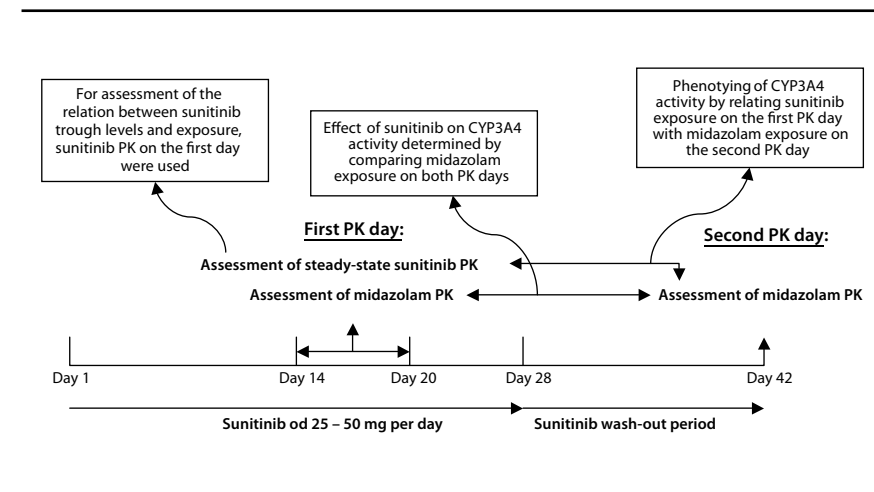 For assessment of the
relation between sunitinib
trough levels and exposure,
sunitinib PK on the first day
were used
Effect of sunitinib on CYP3A4
activity determined by
comparing midazolam
exposure on both PK days
Phenotying of CYP3A4
activity by relating sunitinib
exposure on the first PK day
with midazolam exposure on
the second PK day
First PK day:
Second PK day:
Assessment of steady-state sunitinib PK
Assessment of midazolam PK
Assessment of midazolam PK
Day 1
Day 14
Day 20
Day 28
Day 42
Sunitinib od 25 – 50 mg per day
Sunitinib wash-out period